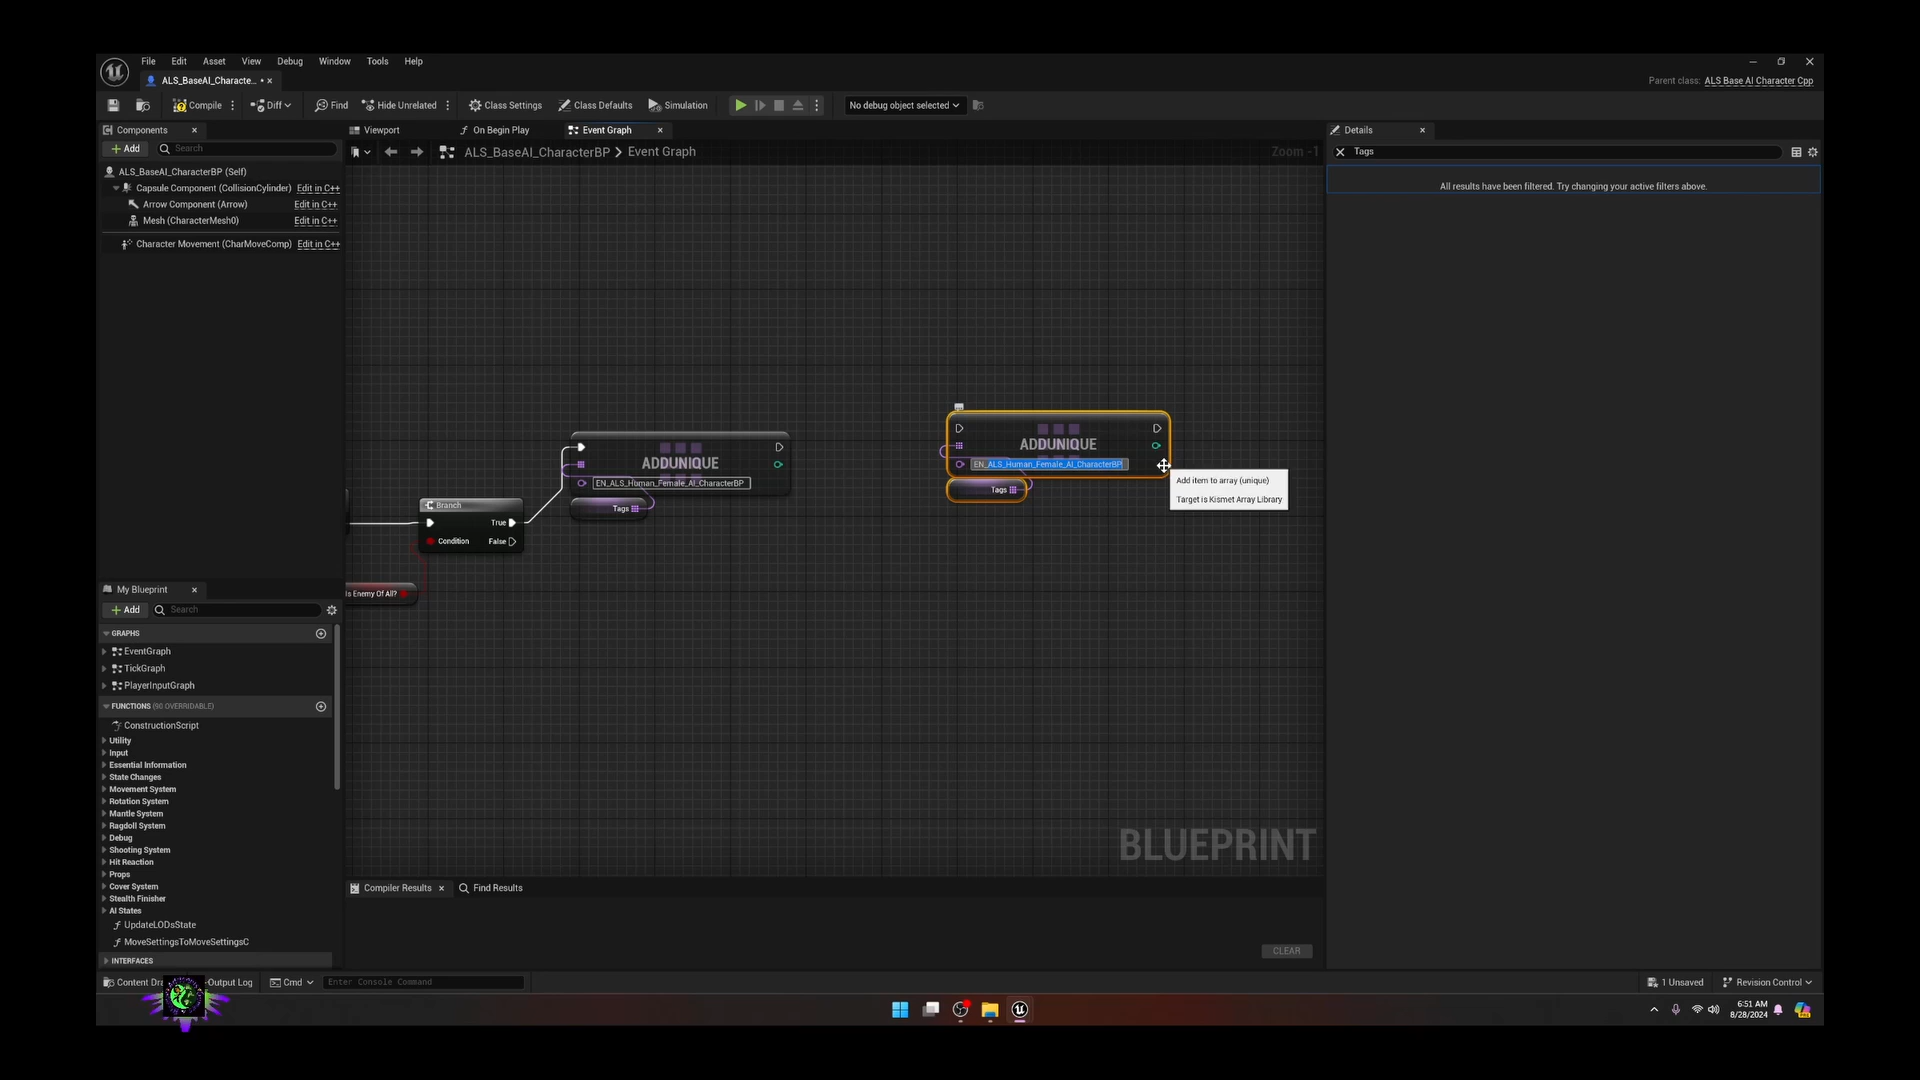 File Edit Asset View Debug Window Tools Help
ALS_BaseAI_Characte... •
Parent class: ALS Base AI Character Cpp
Compile Diff Find Hide Unrelated Class Settings Class Defaults Simulation No debug object selected
Components
Add Search
ALS_BaseAI_CharacterBP (Self)
Capsule Component (CollisionCylinder) Edit in C++
Arrow Component (Arrow) Edit in C++
Mesh (CharacterMesh0) Edit in C++
Character Movement (CharMoveComp) Edit in C++
Viewport On Begin Play Event Graph
ALS_BaseAI_CharacterBP > Event Graph
Zoom -1
Details
Tags
All results have been filtered. Try changing your active filters above.
ADDUNIQUE
EN_ALS_Human_Female_AI_CharacterBP
Tags
Branch
True
Condition False
Is Enemy Of All?
ADDUNIQUE
EN_ALS_Human_Female_AI_CharacterBP
Tags
Add item to array (unique)
Target is Kismet Array Library
BLUEPRINT
My Blueprint
Add Search
GRAPHS
EventGraph
TickGraph
PlayerInputGraph
FUNCTIONS (90 OVERRIDABLE)
ConstructionScript
Utility
Input
Essential Information
State Changes
Movement System
Rotation System
Mantle System
Ragdoll System
Debug
Shooting System
Hit Reaction
Props
Cover System
Stealth Finisher
AI States
UpdateLODsState
MoveSettingsToMoveSettingsC
INTERFACES
Compiler Results Find Results
CLEAR
Content Dra Output Log Cmd Enter Console Command
1 Unsaved Revision Control
6:51 AM
8/28/2024